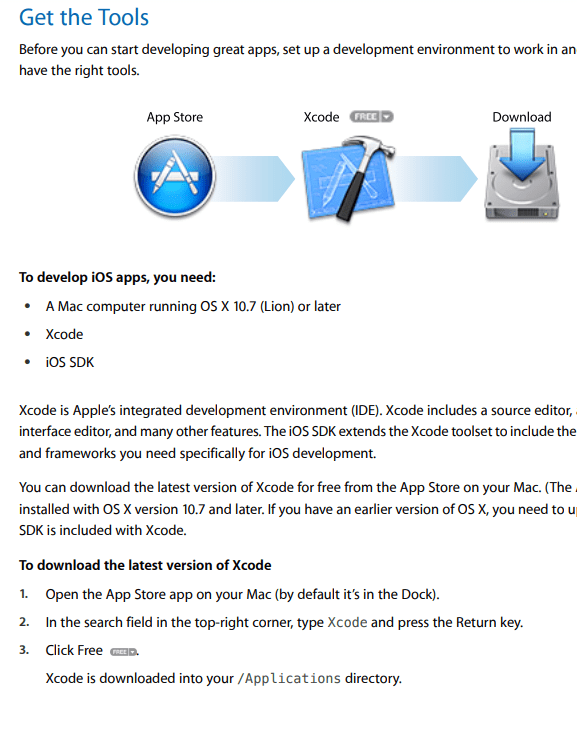 Get the Tools
Before you can start developing great apps, set up a development environment to work in an
have the right tools.
App Store Xcode FREE Download
To develop iOS apps, you need:
• A Mac computer running OS X 10.7 (Lion) or later
• Xcode
• iOS SDK
Xcode is Apple's integrated development environment (IDE). Xcode includes a source editor,
interface editor, and many other features. The iOS SDK extends the Xcode toolset to include the
and frameworks you need specifically for iOS development.
You can download the latest version of Xcode for free from the App Store on your Mac. (The
installed with OS X version 10.7 and later. If you have an earlier version of OS X, you need to u
SDK is included with Xcode.
To download the latest version of Xcode
1. Open the App Store app on your Mac (by default it's in the Dock).
2. In the search field in the top-right corner, type Xcode and press the Return key.
3. Click Free FREE.
Xcode is downloaded into your /Applications directory.